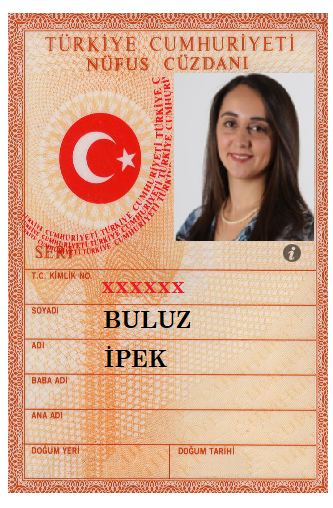 TÜRKİYE CUMHURİYETİ
NÜFUS CÜZDANI
SERİ
T.C. KİMLİK NO.
XXXXXX
SOYADI
BULUZ
ADI
İPEK
BABA ADI
ANA ADI
DOĞUM YERİ
DOĞUM TARİHİ